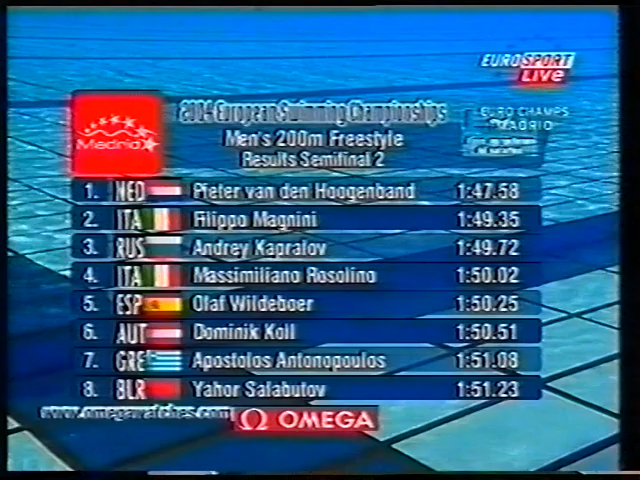 EUROSPORT
LIVE
2004 European Swimming Championships
Madrid
Men's 200m Freestyle
Results Semifinal 2
EURO CHAMPS
MADRID
1. NED Pieter van den Hoogenband 1:47.58
2. ITA Filippo Magnini 1:49.35
3. RUS Andrey Kapralov 1:49.72
4. ITA Massimiliano Rosolino 1:50.02
5. ESP Olaf Wildeboer 1:50.25
6. AUT Dominik Koll 1:50.51
7. GRE Apostolos Antonopoulos 1:51.08
8. BLR Yahor Salabutov 1:51.23
www.omegawatches.com Ω OMEGA